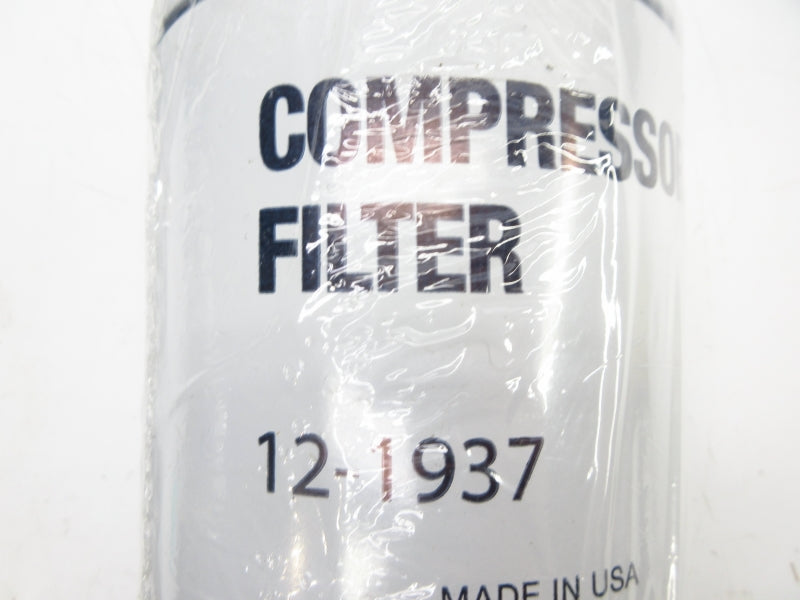 COMPRESSOR
FILTER
12-1937
MADE IN USA